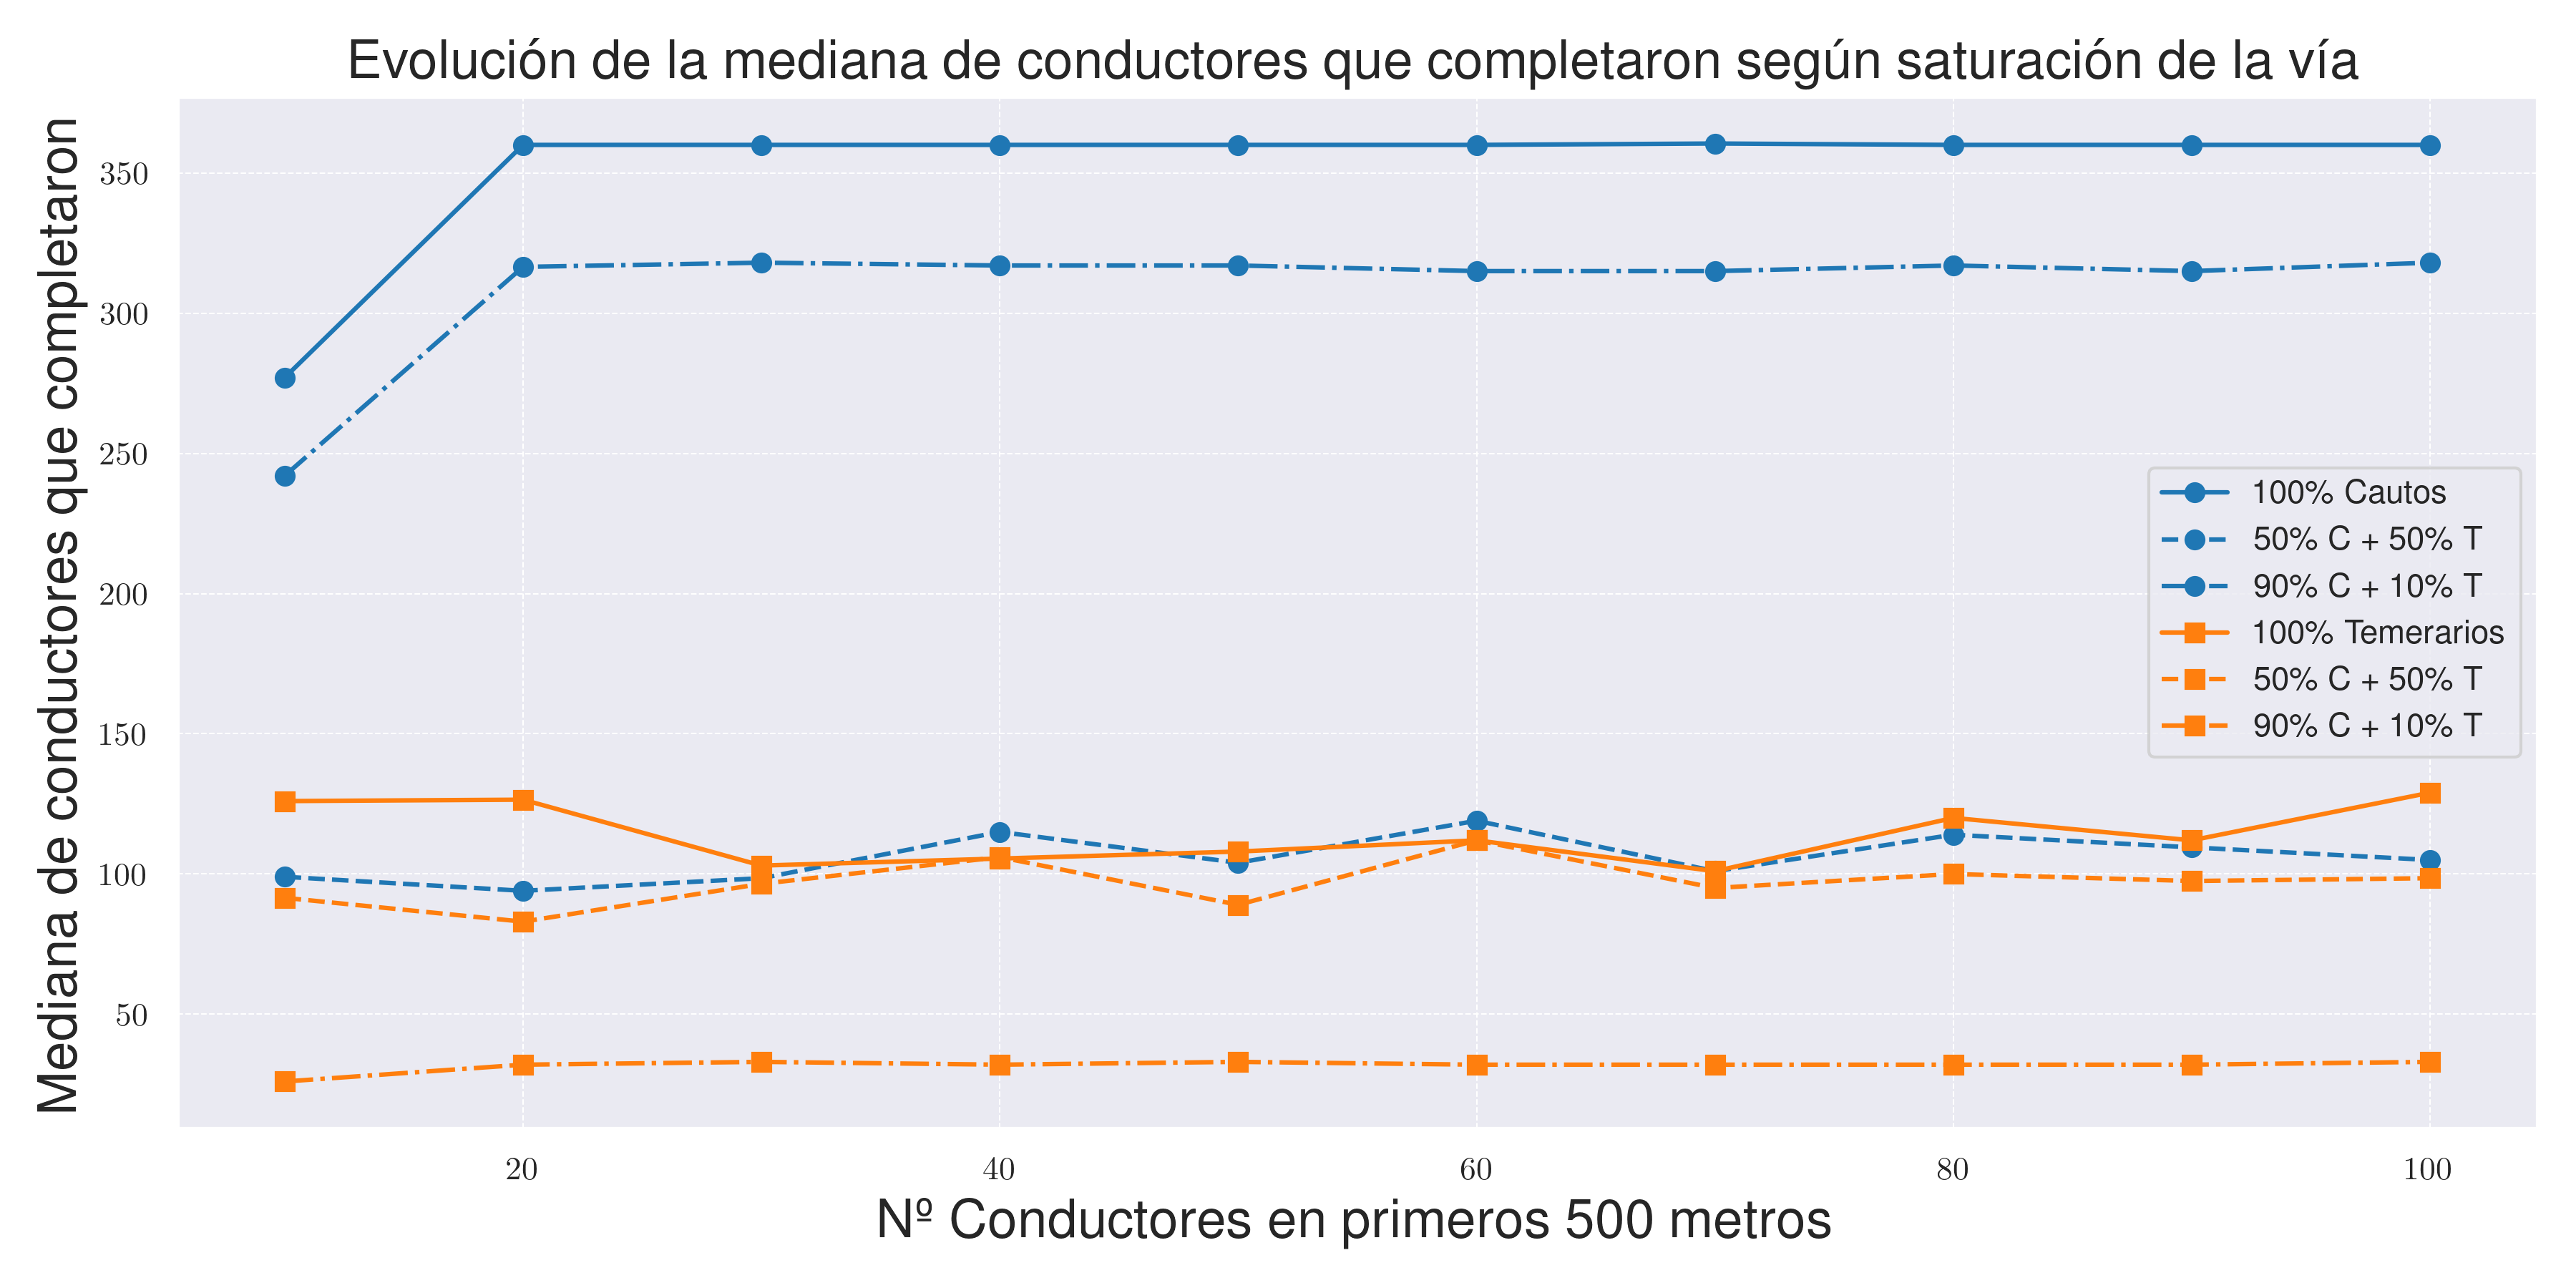 Evolución de la mediana de conductores que completaron según saturación de la vía
Mediana de conductores que completaron
350
300
250
200
150
100
50
100% Cautos
50% C + 50% T
90% C + 10% T
100% Temerarios
50% C + 50% T
90% C + 10% T
20
40
60
80
100
Nº Conductores en primeros 500 metros